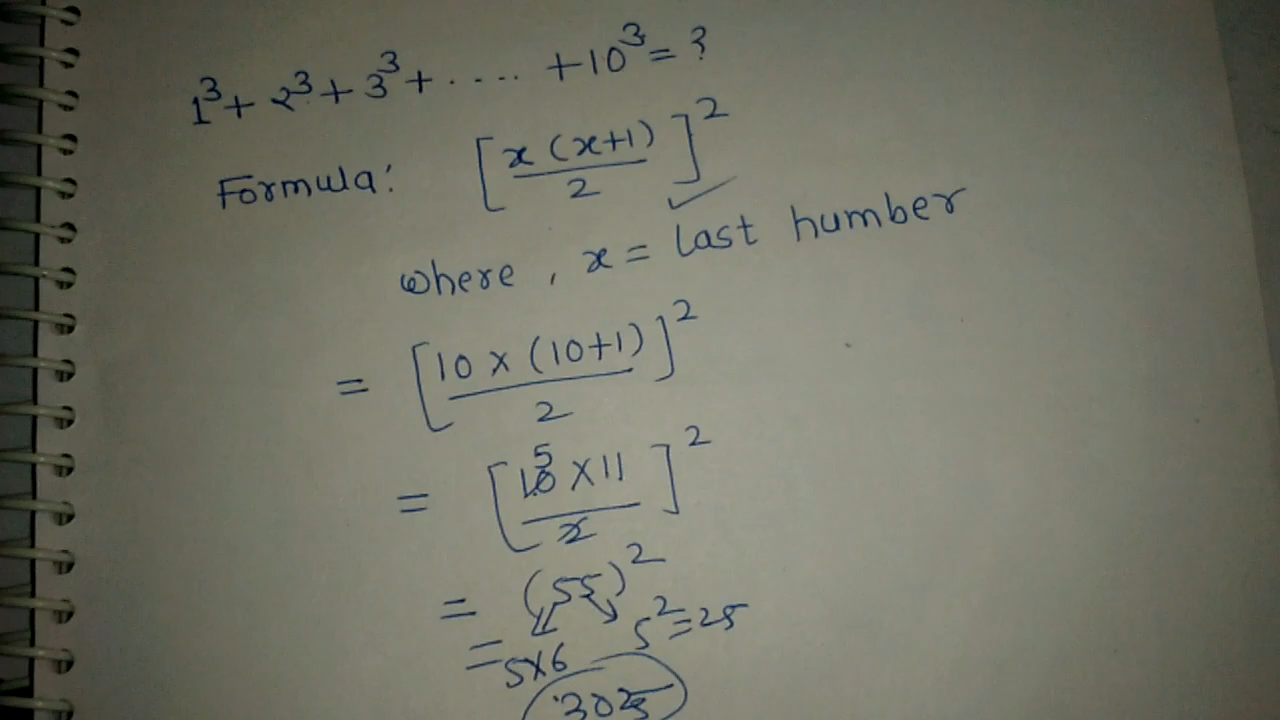 1³ + 2³ + 3³ + ..... + 10³ = ?
Formula: [x (x+1) / 2]²
where, x = last number
= [10 x (10+1) / 2]²
= [10 5 x 11 / 2]²
= (55)²
= 5x6 5² = 25
3025